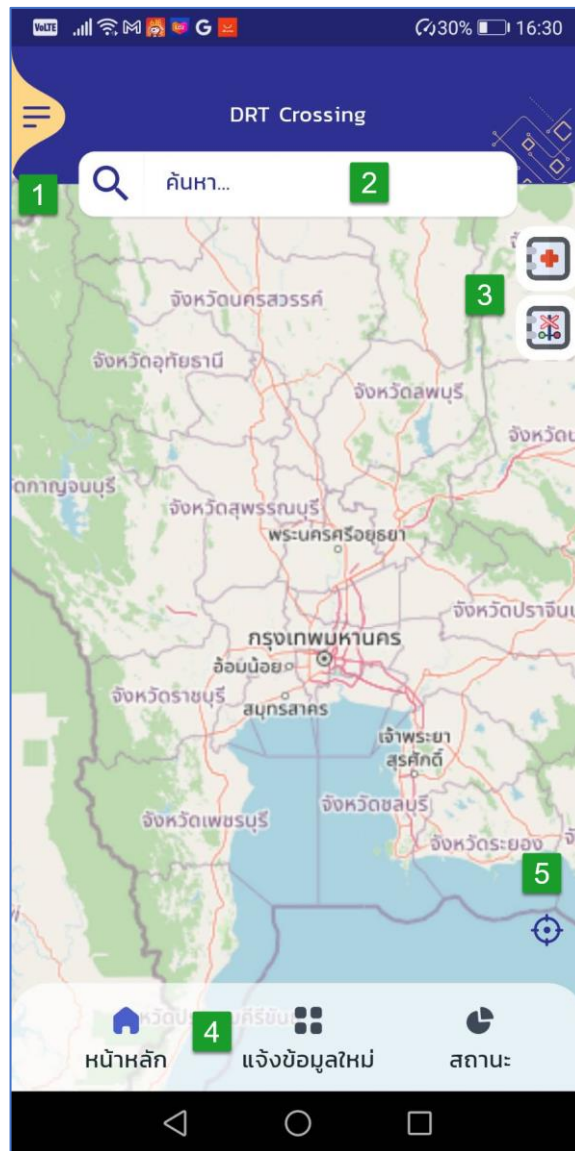 VoLTE G 30% 16:30
DRT Crossing
1
ค้นหา... 2
3
จังหวัดนครสวรรค์
จังหวัดอุทัยธานี
จังหวัดลพบุรี
ดกาญจนบุรี
จังหวัดสุพรรณบุรี
พระนครศรีอยุธยา
จังหวัดปราจีน
กรุงเทพมหานคร
อ้อมน้อย
จังหวัดราชบุรี
สมุทรสาคร
เจ้าพระยา
สุรศักดิ์
จังหวัดเพชรบุรี
จังหวัดชลบุรี
จังหวัดระยอง
5
4
หน้าหลัก แจ้งข้อมูลใหม่ สถานะ